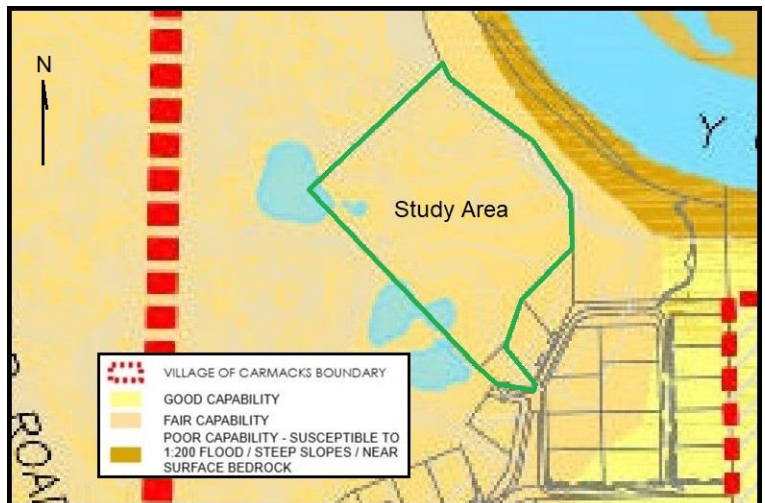 N
Y
Study Area
ROAD
VILLAGE OF CARMACKS BOUNDARY
GOOD CAPABILITY
FAIR CAPABILITY
POOR CAPABILITY - SUSCEPTIBLE TO
1:200 FLOOD / STEEP SLOPES / NEAR
SURFACE BEDROCK